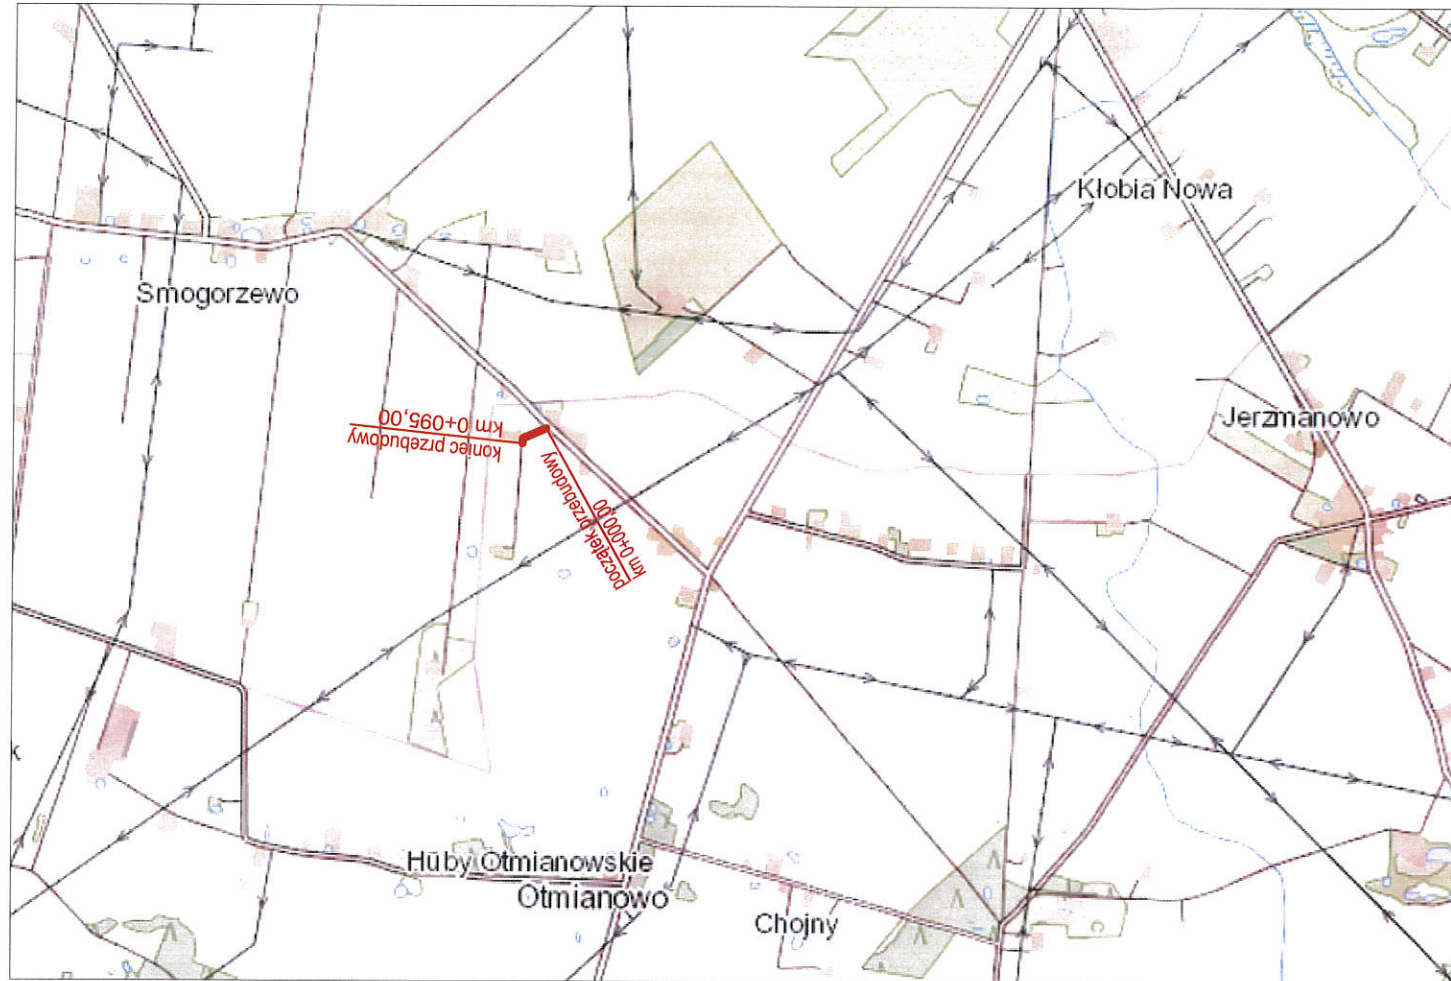 Kłobia Nowa
Smogorzewo
Jerzmanowo
koniec przebudowy
km 0+095,00
początek przebudowy
km 0+000,00
Huby Otmianowskie
Otmianowo
Chojny